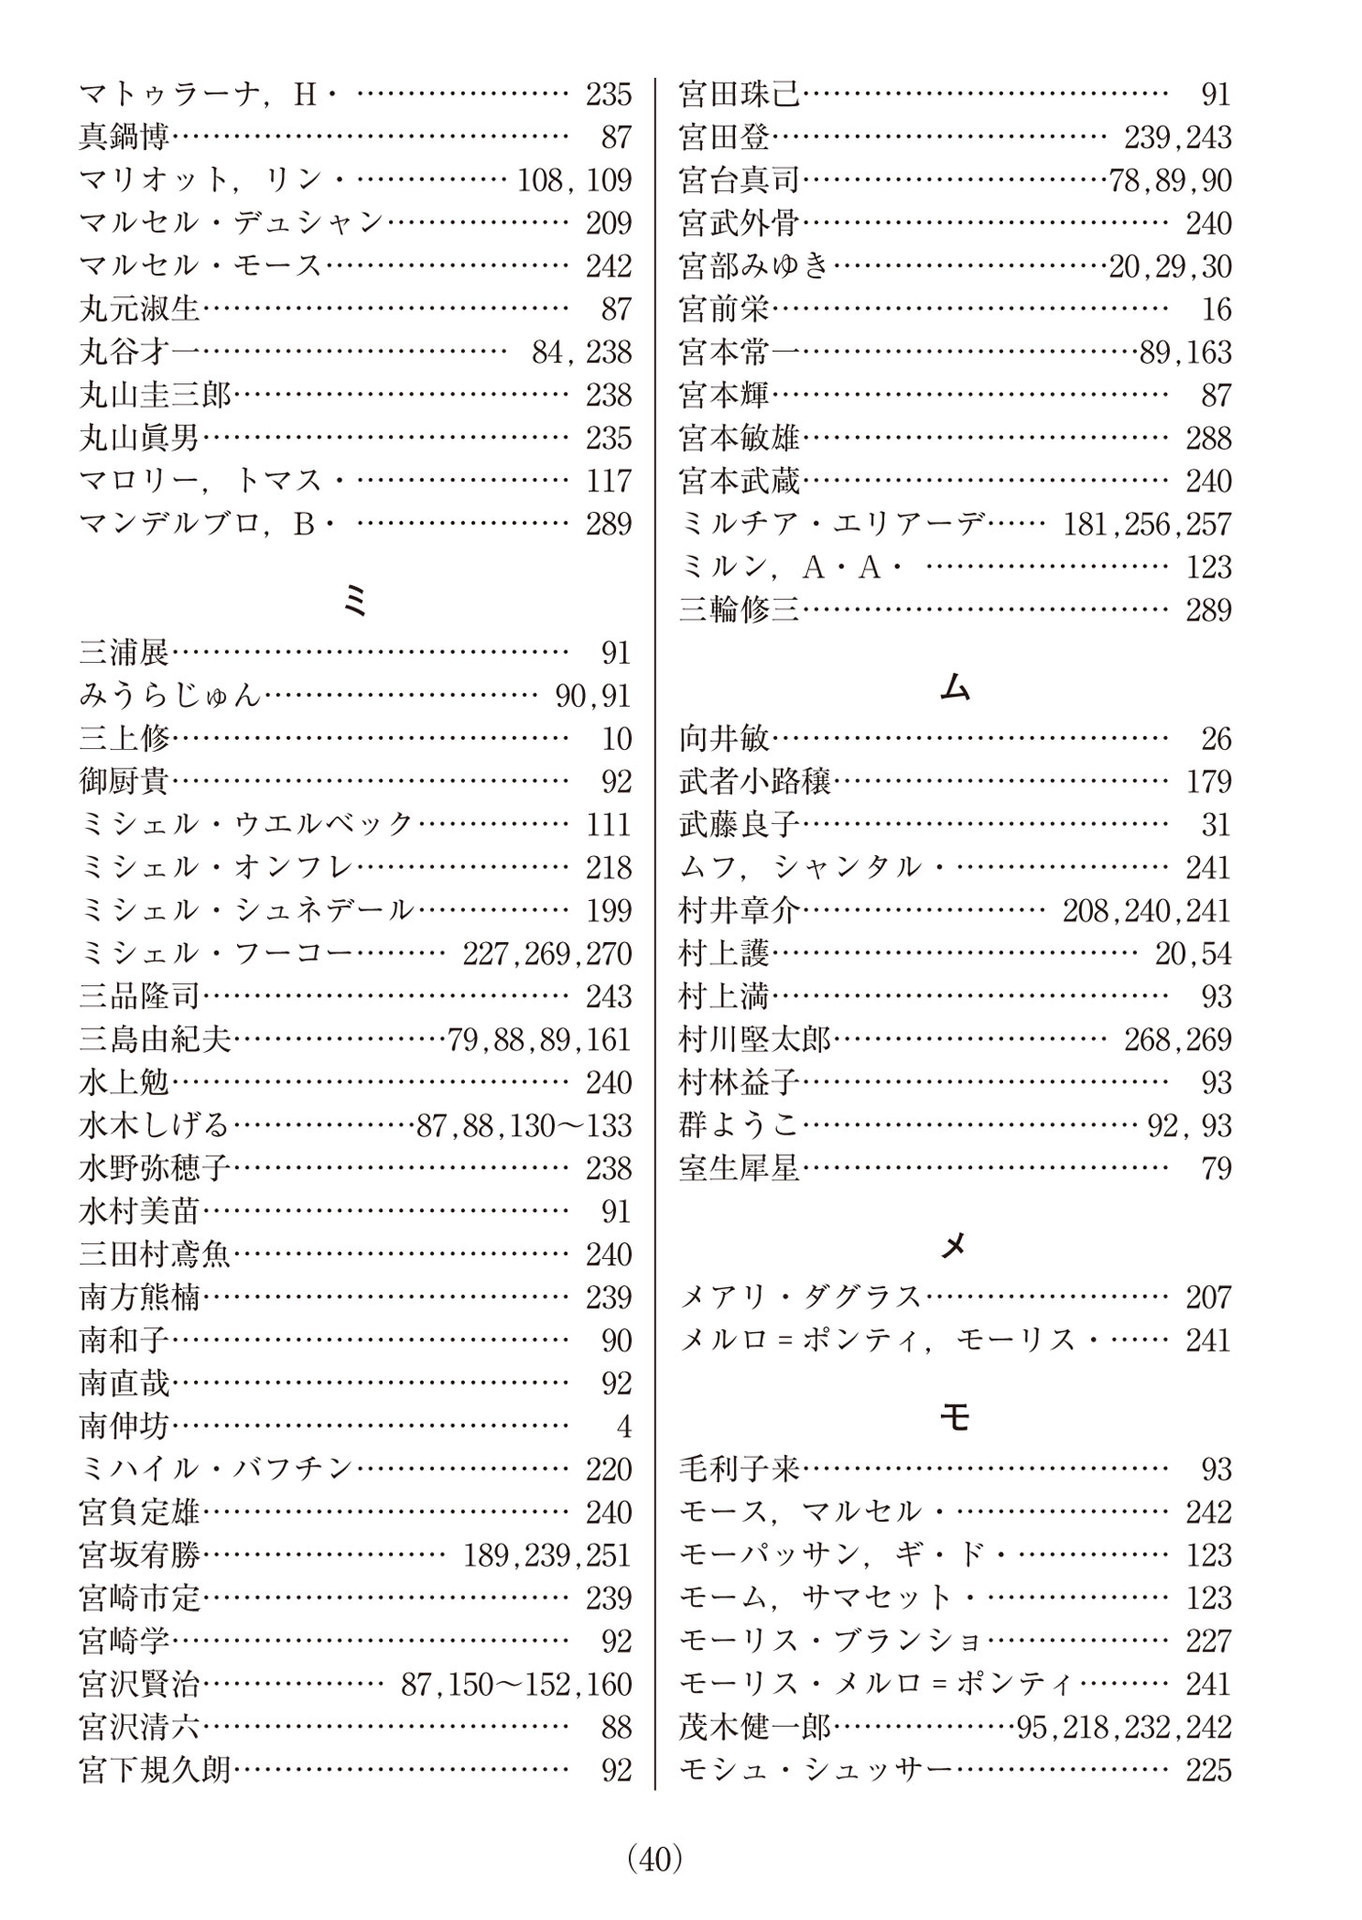 マトゥラーナ，H・ ………………… 235
真鍋博………………………………… 87
マリオット，リン・…………… 108, 109
マルセル・デュシャン……………… 209
マルセル・モース…………………… 242
丸元淑生……………………………… 87
丸谷才一………………………… 84, 238
丸山圭三郎…………………………… 238
丸山眞男……………………………… 235
マロリー，トマス・………………… 117
マンデルブロ，B・ ………………… 289
ミ
三浦展………………………………… 91
みうらじゅん……………………… 90,91
三上修………………………………… 10
御厨貴………………………………… 92
ミシェル・ウエルベック…………… 111
ミシェル・オンフレ………………… 218
ミシェル・シュネデール…………… 199
ミシェル・フーコー……… 227,269,270
三品隆司……………………………… 243
三島由紀夫…………………79,88,89,161
水上勉………………………………… 240
水木しげる………………87,88,130〜133
水野弥穂子…………………………… 238
水村美苗……………………………… 91
三田村鳶魚…………………………… 240
南方熊楠……………………………… 239
南和子………………………………… 90
南直哉………………………………… 92
南伸坊………………………………… 4
ミハイル・バフチン………………… 220
宮負定雄……………………………… 240
宮坂宥勝…………………… 189,239,251
宮崎市定……………………………… 239
宮崎学………………………………… 92
宮沢賢治……………… 87,150〜152,160
宮沢清六……………………………… 88
宮下規久朗…………………………… 92
宮田珠己……………………………… 91
宮田登…………………………… 239,243
宮台真司…………………………78,89,90
宮武外骨……………………………… 240
宮部みゆき………………………20,29,30
宮前栄………………………………… 16
宮本常一……………………………89,163
宮本輝………………………………… 87
宮本敏雄……………………………… 288
宮本武蔵……………………………… 240
ミルチア・エリアーデ…… 181,256,257
ミルン，A・A・ …………………… 123
三輪修三……………………………… 289
ム
向井敏………………………………… 26
武者小路穣…………………………… 179
武藤良子……………………………… 31
ムフ，シャンタル・………………… 241
村井章介…………………… 208,240,241
村上護……………………………… 20,54
村上満………………………………… 93
村川堅太郎……………………… 268,269
村林益子……………………………… 93
群ようこ…………………………… 92, 93
室生犀星……………………………… 79
メ
メアリ・ダグラス…………………… 207
メルロ＝ポンティ，モーリス・…… 241
モ
毛利子来……………………………… 93
モース，マルセル・………………… 242
モーパッサン，ギ・ド・…………… 123
モーム，サマセット・……………… 123
モーリス・ブランショ……………… 227
モーリス・メルロ＝ポンティ……… 241
茂木健一郎………………95,218,232,242
モシュ・シュッサー………………… 225
（40）